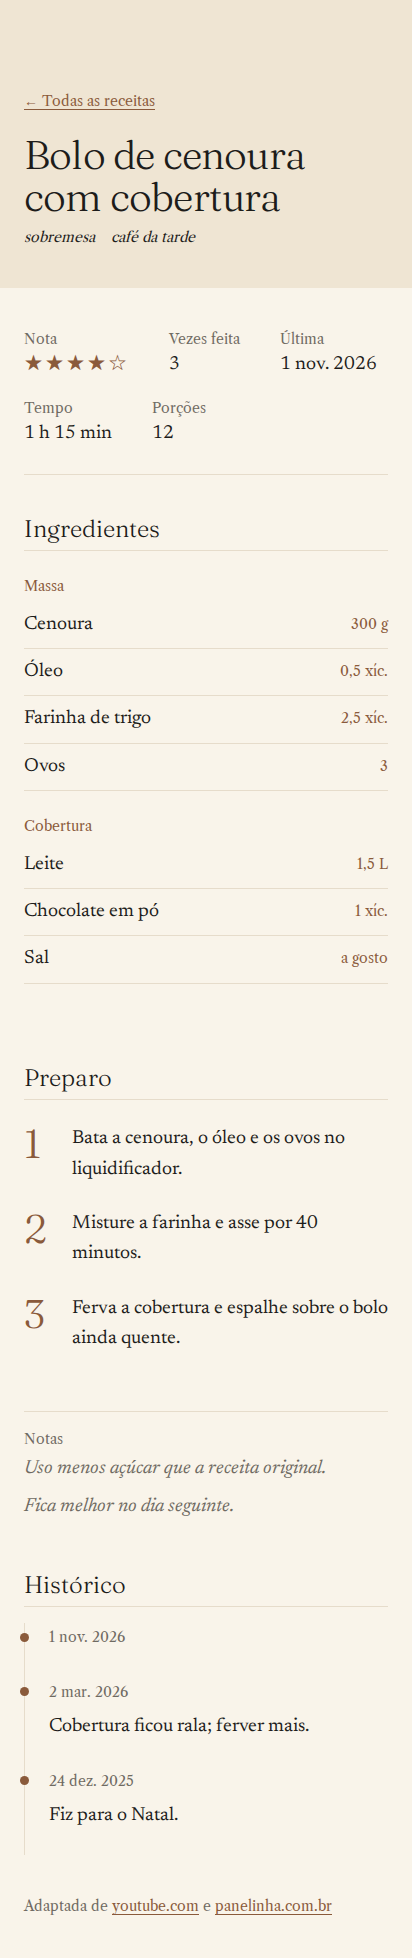 ← Todas as receitas
Bolo de cenoura
com cobertura
sobremesa café da tarde
Nota Vezes feita Última
★★★★☆ 3 1 nov. 2026
Tempo Porções
1 h 15 min 12
Ingredientes
Massa
Cenoura 300 g
Óleo 0,5 xíc.
Farinha de trigo 2,5 xíc.
Ovos 3
Cobertura
Leite 1,5 L
Chocolate em pó 1 xíc.
Sal a gosto
Preparo
1 Bata a cenoura, o óleo e os ovos no
liquidificador.
2 Misture a farinha e asse por 40
minutos.
3 Ferva a cobertura e espalhe sobre o bolo
ainda quente.
Notas
Uso menos açúcar que a receita original.
Fica melhor no dia seguinte.
Histórico
1 nov. 2026
2 mar. 2026
Cobertura ficou rala; ferver mais.
24 dez. 2025
Fiz para o Natal.
Adaptada de youtube.com e panelinha.com.br